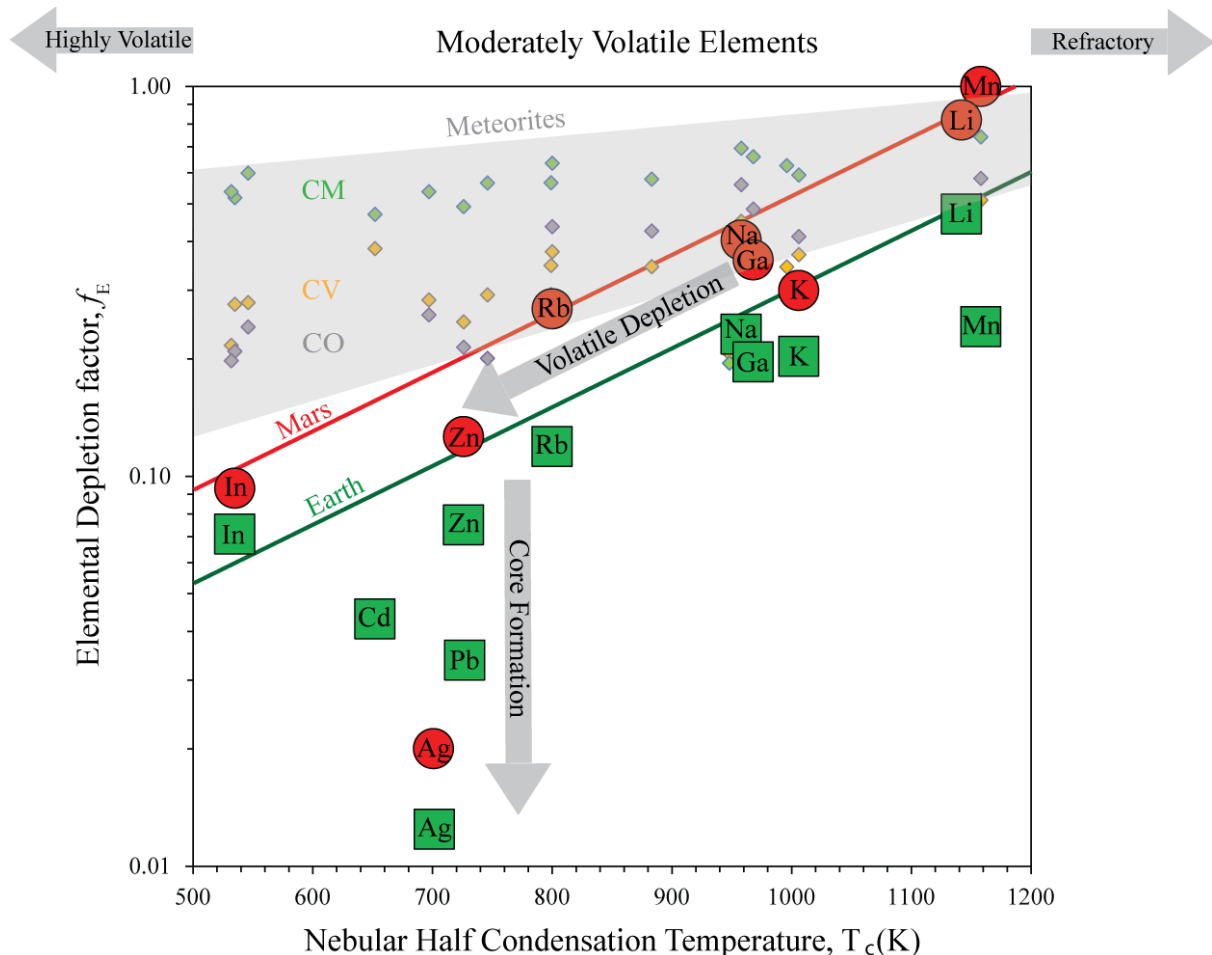 Highly Volatile
Moderately Volatile Elements
Refractory
1.00
Mn
Meteorites
Li
CM
Li
Na
Ga
CV
Rb
K
Mn
Na
CO
Volatile Depletion
K
Ga
Mars
Zn
Rb
0.10
In
Earth
In
Zn
Core Formation
Cd
Pb
Ag
Ag
0.01
500 600 700 800 900 1000 1100 1200
Elemental Depletion factor, f_E
Nebular Half Condensation Temperature, T_c(K)